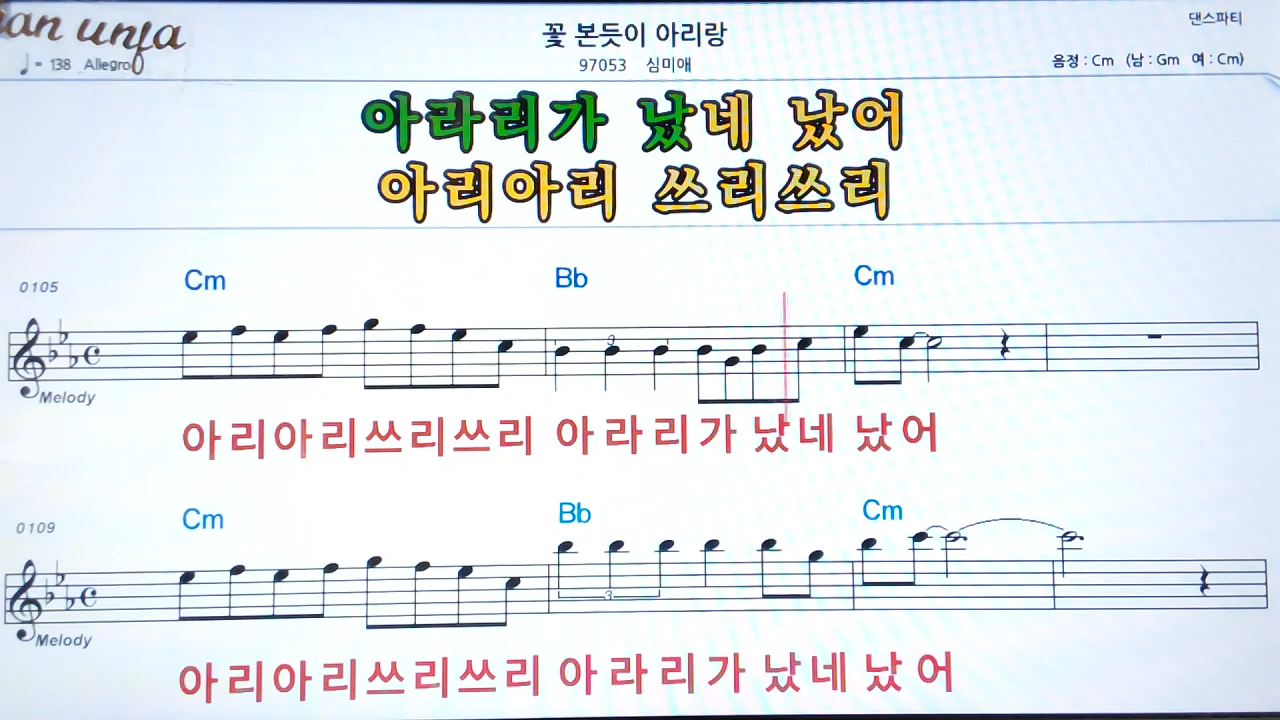 꽃 본듯이 아리랑
댄스파티
♩= 138 Allegro
97053 심미애
음정 : Cm (남 : Gm 여 : Cm)
아라리가 났네 났어
아리아리 쓰리쓰리
0105 Cm Bb Cm
3
Melody
아리아리쓰리쓰리 아라리가 났네 났어
0109 Cm Bb Cm
3
Melody
아리아리쓰리쓰리 아라리가 났네 났어